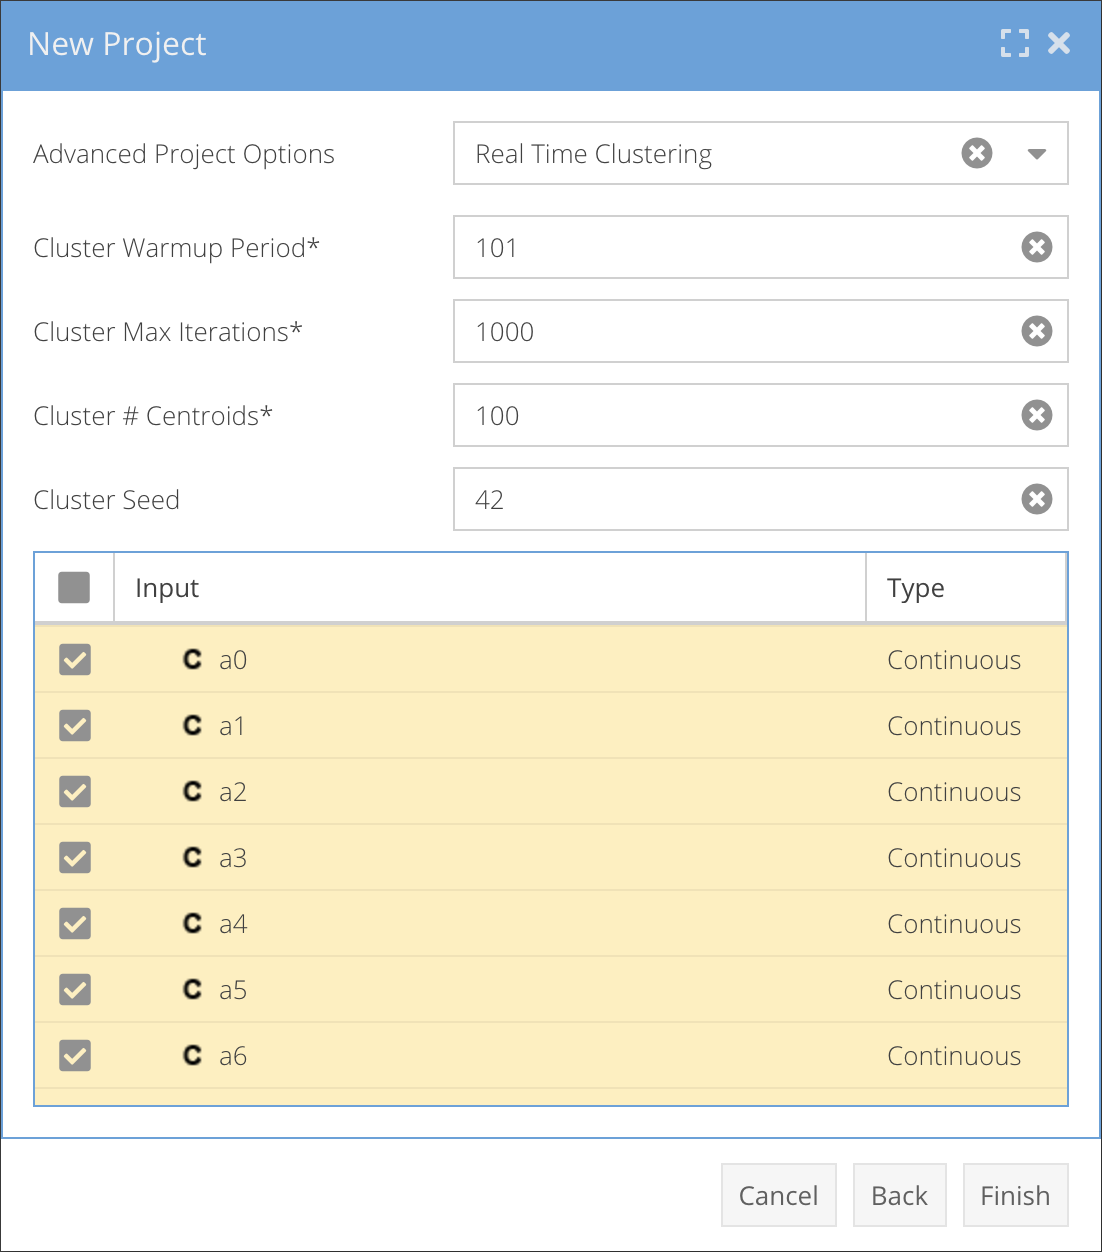 New Project
Advanced Project Options Real Time Clustering
Cluster Warmup Period* 101
Cluster Max Iterations* 1000
Cluster # Centroids* 100
Cluster Seed 42
Input Type
C a0 Continuous
C a1 Continuous
C a2 Continuous
C a3 Continuous
C a4 Continuous
C a5 Continuous
C a6 Continuous
Cancel Back Finish